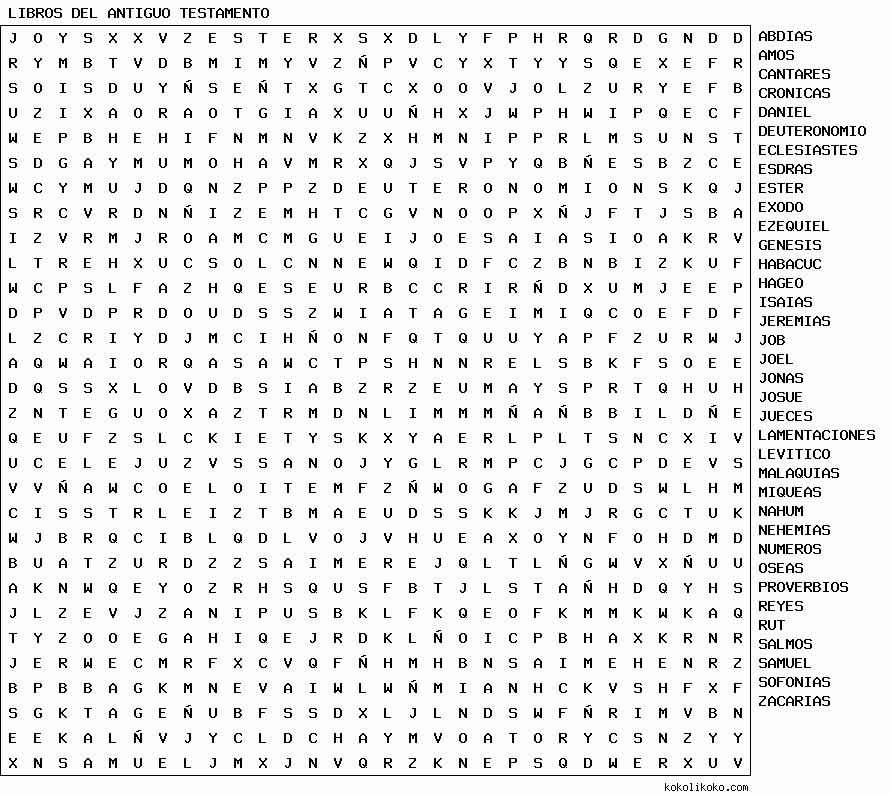 LIBROS DEL ANTIGUO TESTAMENTO
J O Y S X X V Z E S T E R X S X D L Y F P H R Q R D G N D D
R Y M B T V D B M I M Y V Z Ñ P V C Y X T Y Y S Q E X E F R
S O I S D U Y Ñ S E Ñ T X G T C X O O V J O L Z U R Y E F B
U Z I X A O R A O T G I A X U U Ñ H X J W P H W I P Q E C F
W E P B H E H I F N M N V K Z X H M N I P P R L M S U N S T
S D G A Y M U M O H A V M R X Q J S V P Y Q B Ñ E S B Z C E
W C Y M U J D Q N Z P P Z D E U T E R O N O M I O N S K Q J
S R C V R D N Ñ I Z E M H T C G V N O O P X Ñ J F T J S B A
I Z V R M J R O A M C M G U E I J O E S A I A S I O A K R V
L T R E H X U C S O L C N N E W Q I D F C Z B N B I Z K U F
W C P S L F A Z H Q E S E U R B C C R I R Ñ D X U M J E E P
D P V D P R D O U D S S Z W I A T A G E I M I Q C O E F D F
L Z C R I Y D J M C I H Ñ O N F Q T Q U U Y A P F Z U R W J
A Q W A I O R Q A S A W C T P S H N N R E L S B K F S O E E
D Q S S X L O V D B S I A B Z R Z E U M A Y S P R T Q H U H
Z N T E G U O X A Z T R M D N L I M M M Ñ A Ñ B B I L D Ñ E
Q E U F Z S L C K I E T Y S K X Y A E R L P L T S N C X I V
U C E L E J U Z V S S A N O J Y G L R M P C J G C P D E V S
V V Ñ A W C O E L O I T E M F Z Ñ W O G A F Z U D S W L H M
C I S S T R L E I Z T B M A E U D S S K K J M J R G C T U K
W J B R Q C I B L Q D L V O J V H U E A X O Y N F O H D M D
B U A T Z U R D Z Z S A I M E R E J Q L T L Ñ G W V X Ñ U U
A K N W Q E Y O Z R H S Q U S F B T J L S T A Ñ H D Q Y H S
J L Z E V J Z A N I P U S B K L F K Q E O F K M M K W K A Q
T Y Z O O E G A H I Q E J R D K L Ñ O I C P B H A X K R N R
J E R W E C M R F X C V Q F Ñ H M H B N S A I M E H E N R Z
B P B B A G K M N E V A I W L W Ñ M I A N H C K V S H F X F
S G K T A G E Ñ U B F S S D X L J L N D S W F Ñ R I M V B N
E E K A L Ñ V J Y C L D C H A Y M V O A T O R Y C S N Z Y Y
X N S A M U E L J M X J N V Q R Z K N E P S Q D W E R X U V
ABDIAS
AMOS
CANTARES
CRONICAS
DANIEL
DEUTERONOMIO
ECLESIASTES
ESDRAS
ESTER
EXODO
EZEQUIEL
GENESIS
HABACUC
HAGEO
ISAIAS
JEREMIAS
JOB
JOEL
JONAS
JOSUE
JUECES
LAMENTACIONES
LEVITICO
MALAQUIAS
MIQUEAS
NAHUM
NEHEMIAS
NUMEROS
OSEAS
PROVERBIOS
REYES
RUT
SALMOS
SAMUEL
SOFONIAS
ZACARIAS
kokolikoko.com